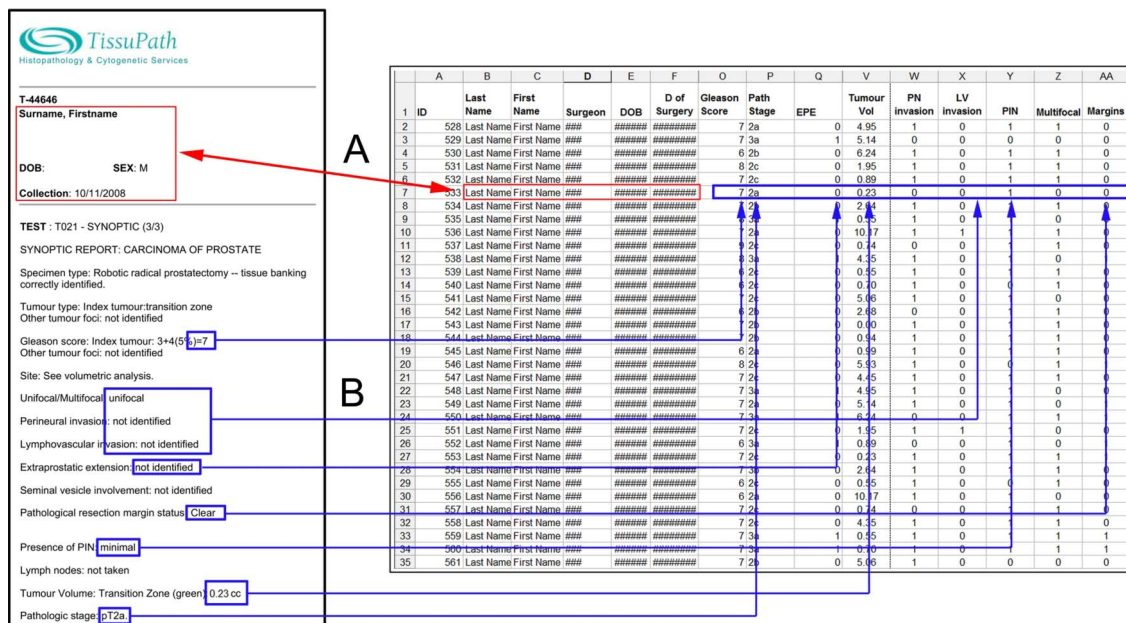 TissuPath
Histopathology & Cytogenetic Services
T-44646
Surname, Firstname
DOB: SEX: M
Collection: 10/11/2008
TEST : T021 - SYNOPTIC (3/3)
SYNOPTIC REPORT: CARCINOMA OF PROSTATE
Specimen type: Robotic radical prostatectomy -- tissue banking
correctly identified.
Tumour type: Index tumour:transition zone
Other tumour foci: not identified
Gleason score: Index tumour: 3+4(5%)=7
Other tumour foci: not identified
Site: See volumetric analysis.
Unifocal/Multifocal: unifocal
Perineural invasion: not identified
Lymphovascular invasion: not identified
Extraprostatic extension: not identified
Seminal vesicle involvement: not identified
Pathological resection margin status: Clear
Presence of PIN: minimal
Lymph nodes: not taken
Tumour Volume: Transition Zone (green) 0.23 cc
Pathologic stage: pT2a.
A
B
A B C D E F O P Q V W X Y Z AA
Last First D of Gleason Path Tumour PN LV
1 ID Name Name Surgeon DOB Surgery Score Stage EPE Vol invasion invasion PIN Multifocal Margins
2 528 Last Name First Name ### ###### ######## 7 2a 0 4.95 1 0 1 1 0
3 529 Last Name First Name ### ###### ######## 7 3a 1 5.14 0 0 0 0 0
4 530 Last Name First Name ### ###### ######## 6 2b 0 6.24 1 0 1 1 0
5 531 Last Name First Name ### ###### ######## 8 2c 0 1.95 1 0 1 1 0
6 532 Last Name First Name ### ###### ######## 7 2c 0 0.89 1 0 1 1 0
7 533 Last Name First Name ### ###### ######## 7 2a 0 0.23 0 0 1 0 0
8 534 Last Name First Name ### ###### ######## 1 1
9 535 Last Name First Name ### ###### ######## 1 0
10 536 Last Name First Name ### ###### ######## 7 10.17 1 1 1
11 537 Last Name First Name ### ###### ######## 9 0.74 0 0 1
12 538 Last Name First Name ### ###### ######## 8 4.35 1 0 0
13 539 Last Name First Name ### ###### ######## 6 0.55 1 0 1
14 540 Last Name First Name ### ###### ######## 6 0.70 1 0 1
15 541 Last Name First Name ### ###### ######## 7 5.06 1 0 0
16 542 Last Name First Name ### ###### ######## 6 2.68 0 0 1
17 543 Last Name First Name ### ###### ######## 7 0.00 1 0 1
18 544 Last Name First Name ### ###### ######## 7 0.94 1 0 1
19 545 Last Name First Name ### ###### ######## 6 0.99 1 0 1
20 546 Last Name First Name ### ###### ######## 8 5.93 1 0 1
21 547 Last Name First Name ### ###### ######## 7 4.45 1 0 1
22 548 Last Name First Name ### ###### ######## 7 4.95 1 0 0
23 549 Last Name First Name ### ###### ######## 7 5.14 1 0 0
24 550 Last Name First Name ### ###### ######## 7 6.24 0 0 1
25 551 Last Name First Name ### ###### ######## 7 1.95 1 1 0
26 552 Last Name First Name ### ###### ######## 6 0.89 0 0 0
27 553 Last Name First Name ### ###### ######## 7 0.23 1 0 0
28 554 Last Name First Name ### ###### ######## 7 2.64 1 0 1
29 555 Last Name First Name ### ###### ######## 6 0.55 1 0 1
30 556 Last Name First Name ### ###### ######## 6 10.17 1 0 0
31 557 Last Name First Name ### ###### ######## 7 0.74 0 0 0
32 558 Last Name First Name ### ###### ######## 7 4.35 1 0 1 0
33 559 Last Name First Name ### ###### ######## 7 1 0.55 1 0 1 1
34 560 Last Name First Name ### ###### ######## 7 1 0.70 1 0 1 1
35 561 Last Name First Name ### ###### ######## 7 0 5.06 1 0 0 0 0